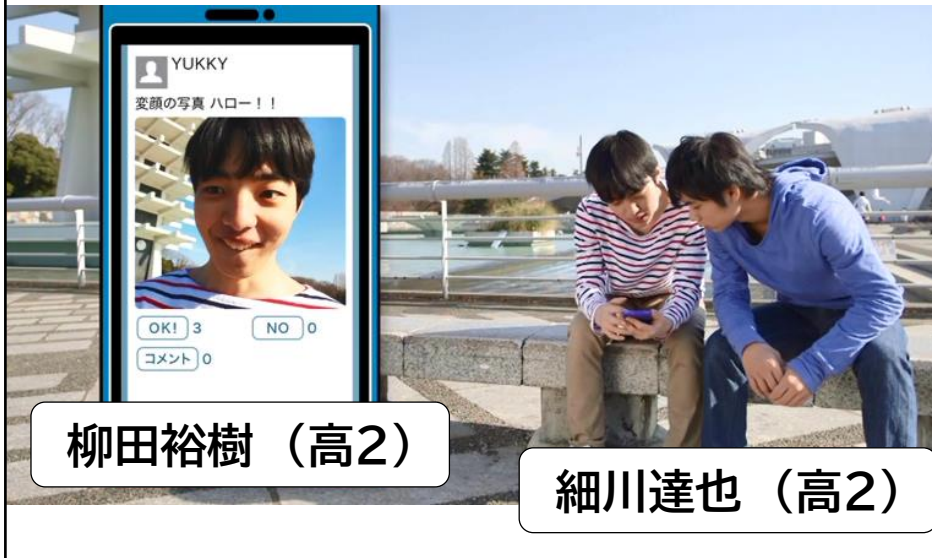 YUKKY
変顔の写真 ハロー！！
OK! 3
NO 0
コメント 0
柳田裕樹（高2）
細川達也（高2）